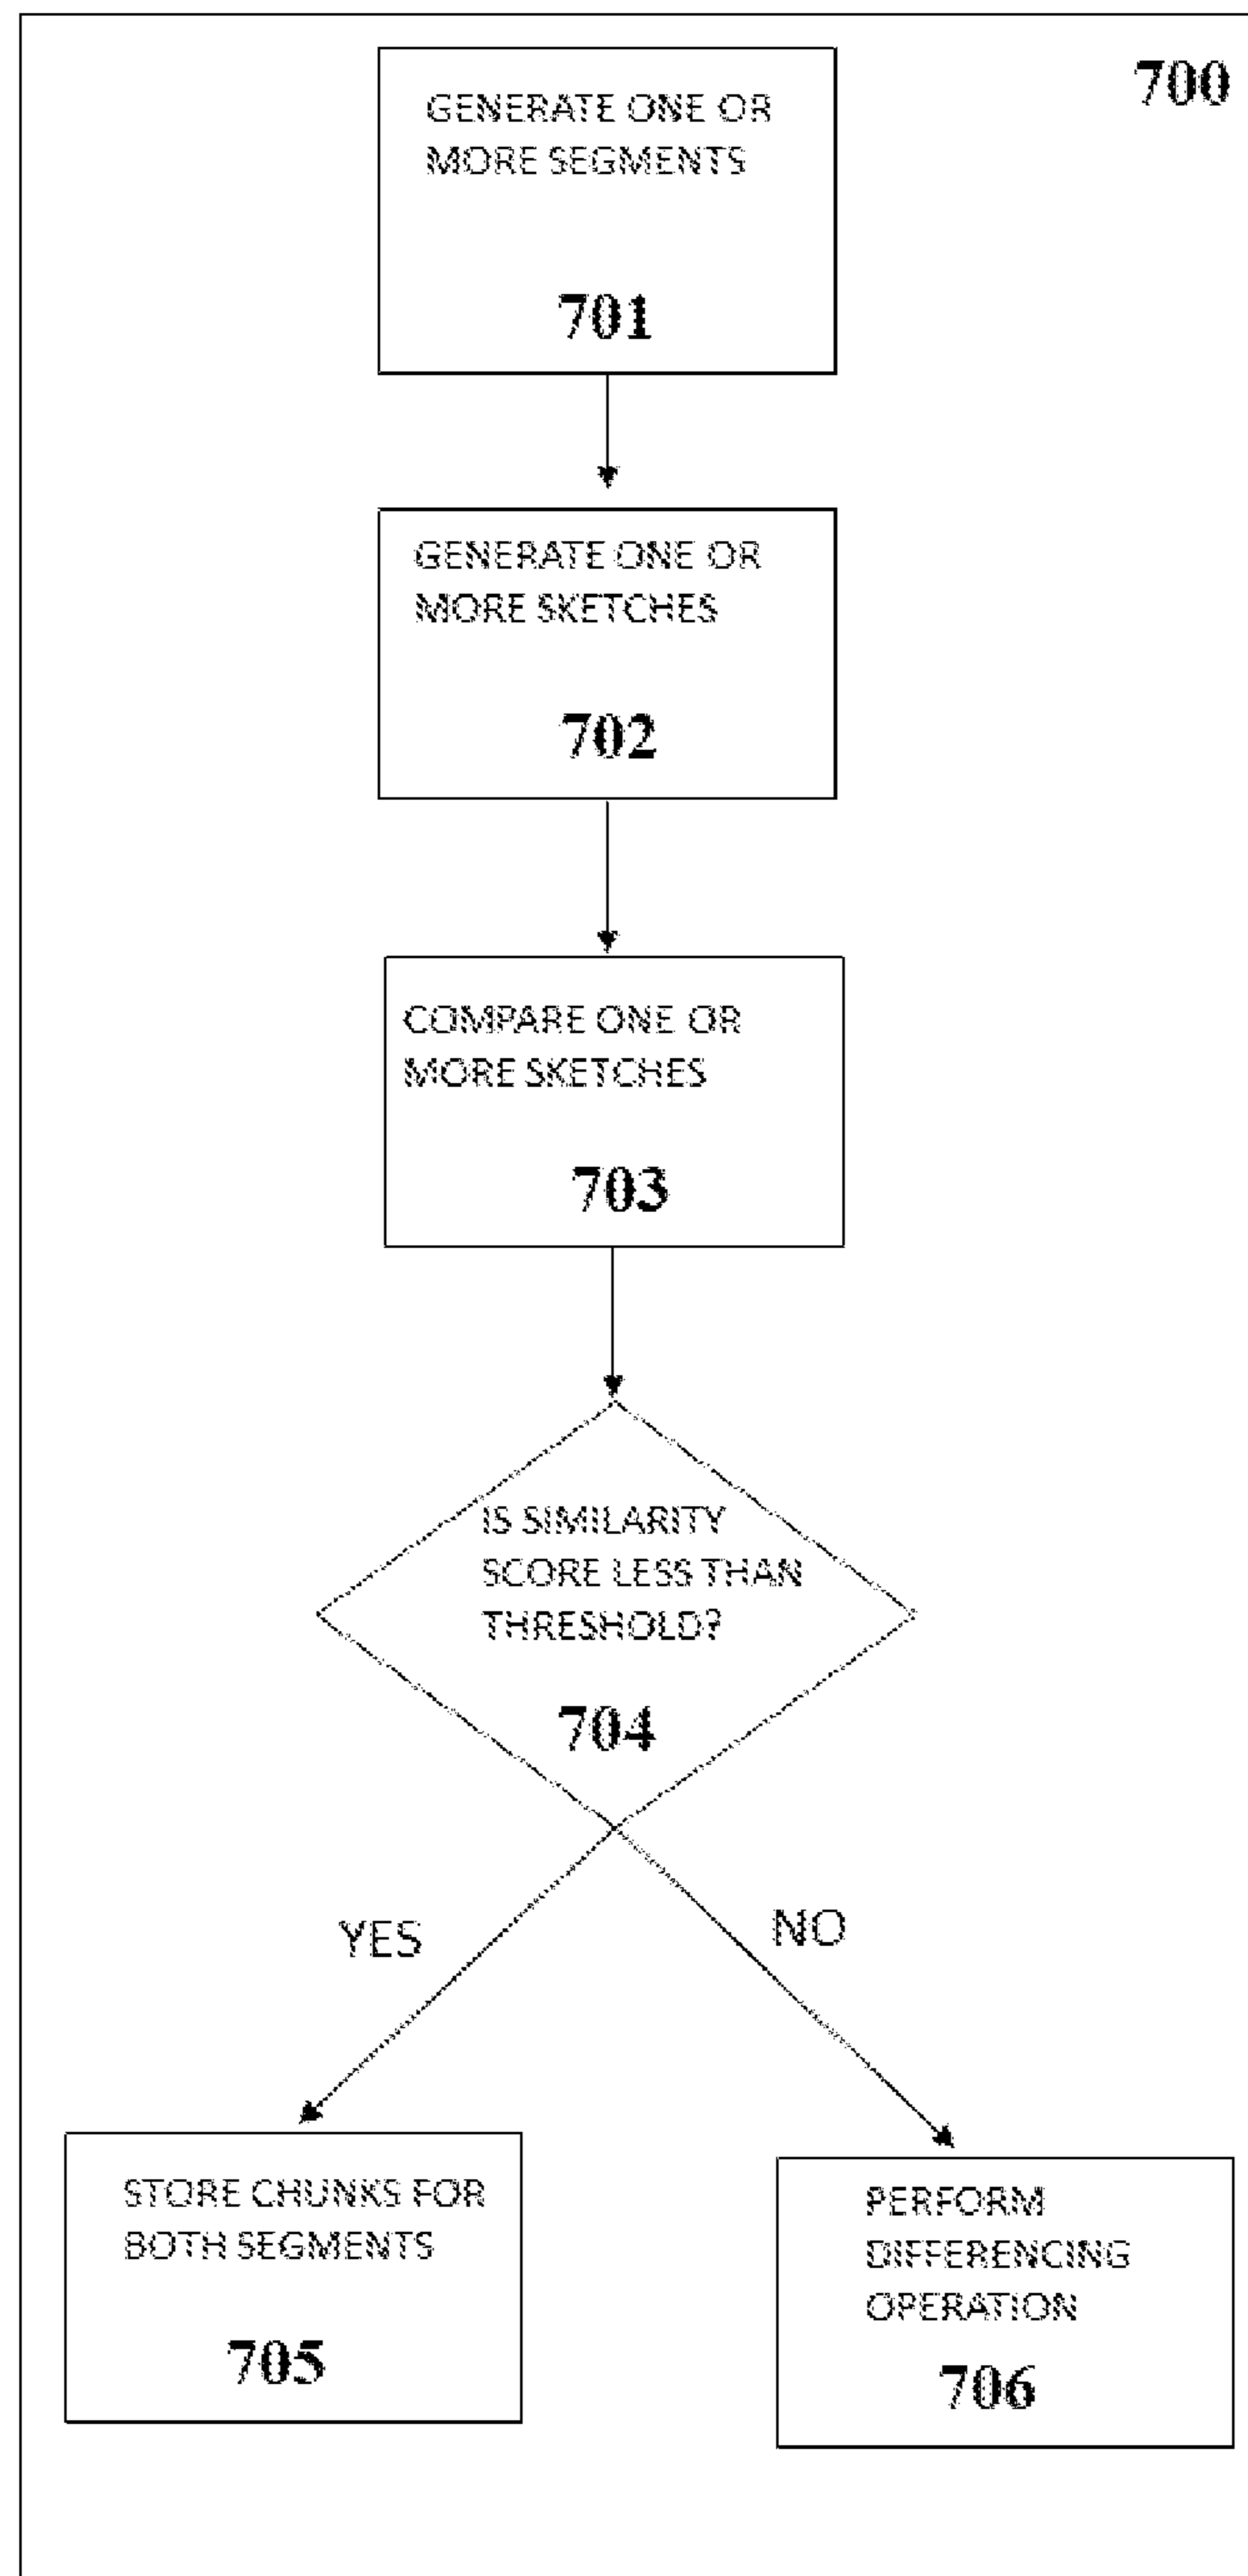 700
GENERATE ONE OR
MORE SEGMENTS
701
GENERATE ONE OR
MORE SKETCHES
702
COMPARE ONE OR
MORE SKETCHES
703
IS SIMILARITY
SCORE LESS THAN
THRESHOLD?
704
YES
NO
STORE CHUNKS FOR
BOTH SEGMENTS
705
PERFORM
DIFFERENCING
OPERATION
706